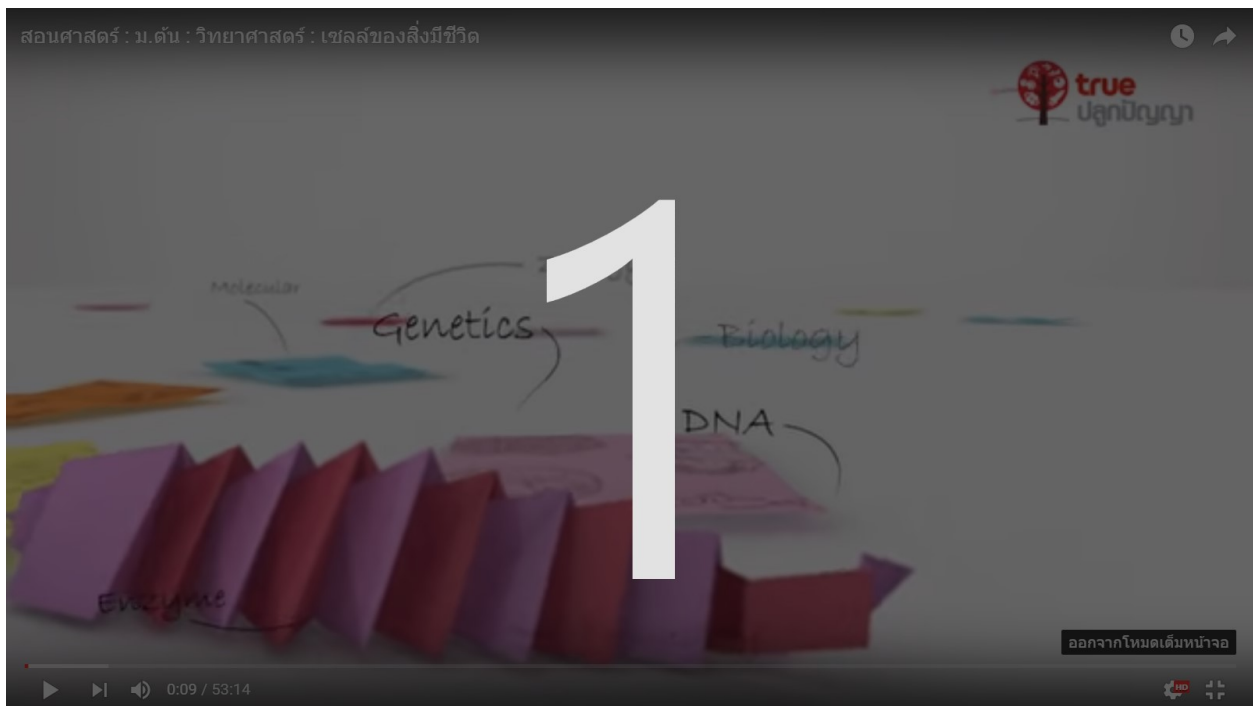 สอนศาสตร์ : ม.ต้น : วิทยาศาสตร์ : เซลล์ของสิ่งมีชีวิต
true
ปลูกปัญญา
1
Molecular
Genetics
Biology
DNA
Enzyme
ออกจากโหมดเต็มหน้าจอ
0:09 / 53:14
HD